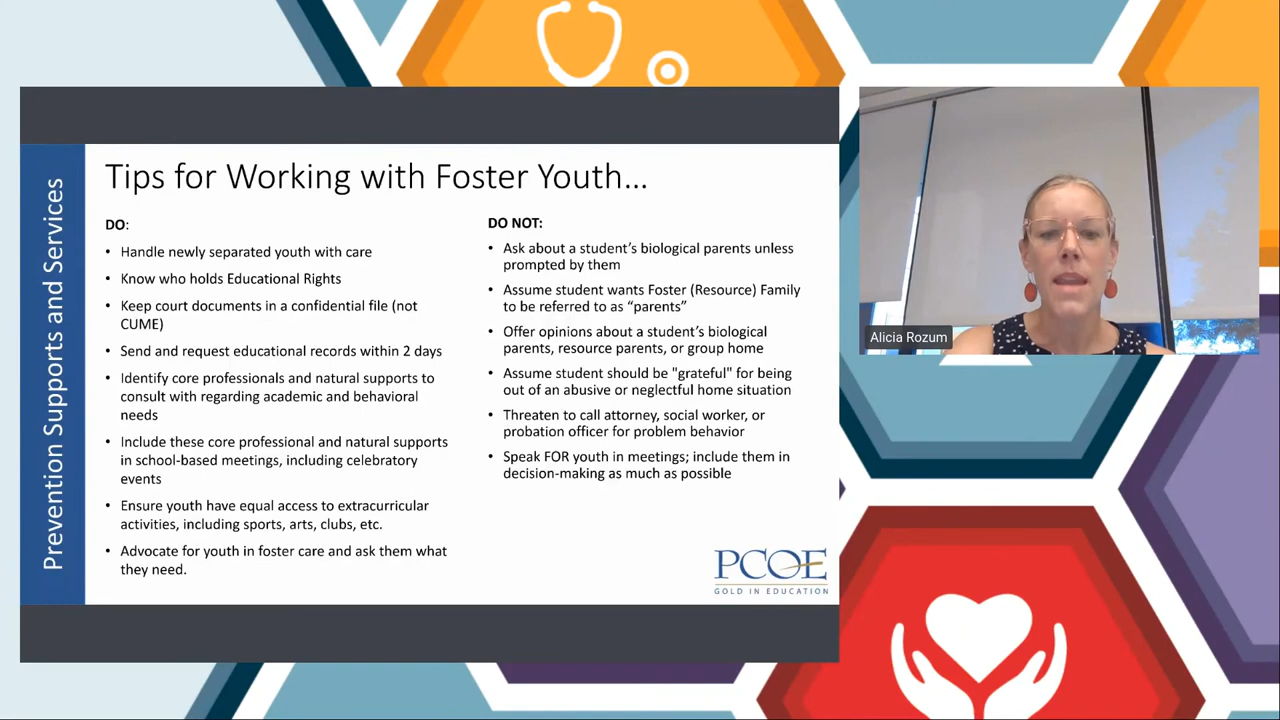 Prevention Supports and Services
Tips for Working with Foster Youth...
DO:
• Handle newly separated youth with care
• Know who holds Educational Rights
• Keep court documents in a confidential file (not
CUME)
• Send and request educational records within 2 days
• Identify core professionals and natural supports to
consult with regarding academic and behavioral
needs
• Include these core professional and natural supports
in school-based meetings, including celebratory
events
• Ensure youth have equal access to extracurricular
activities, including sports, arts, clubs, etc.
• Advocate for youth in foster care and ask them what
they need.
DO NOT:
• Ask about a student’s biological parents unless
prompted by them
• Assume student wants Foster (Resource) Family
to be referred to as “parents”
• Offer opinions about a student’s biological
parents, resource parents, or group home
• Assume student should be "grateful" for being
out of an abusive or neglectful home situation
• Threaten to call attorney, social worker, or
probation officer for problem behavior
• Speak FOR youth in meetings; include them in
decision-making as much as possible
PCOE
GOLD IN EDUCATION
Alicia Rozum